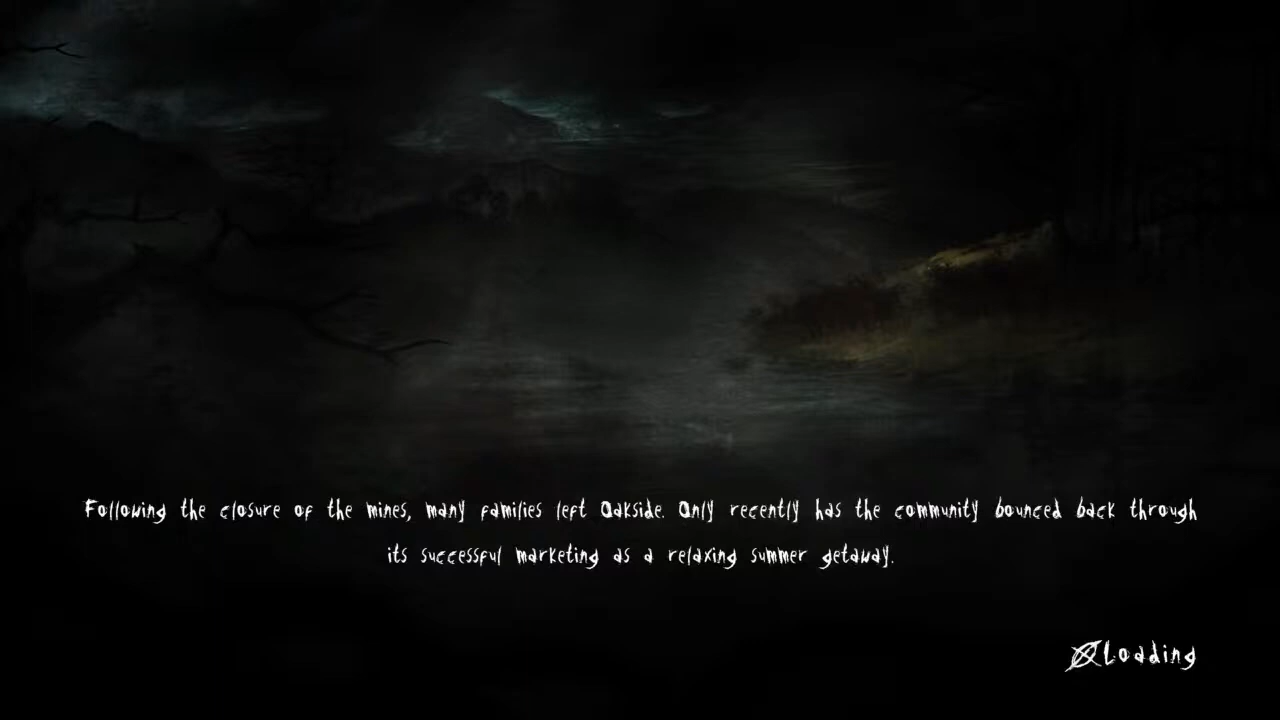 Following the closure of the mines, many families left Oakside. Only recently has the community bounced back through
its successful marketing as a relaxing summer getaway.
Loading